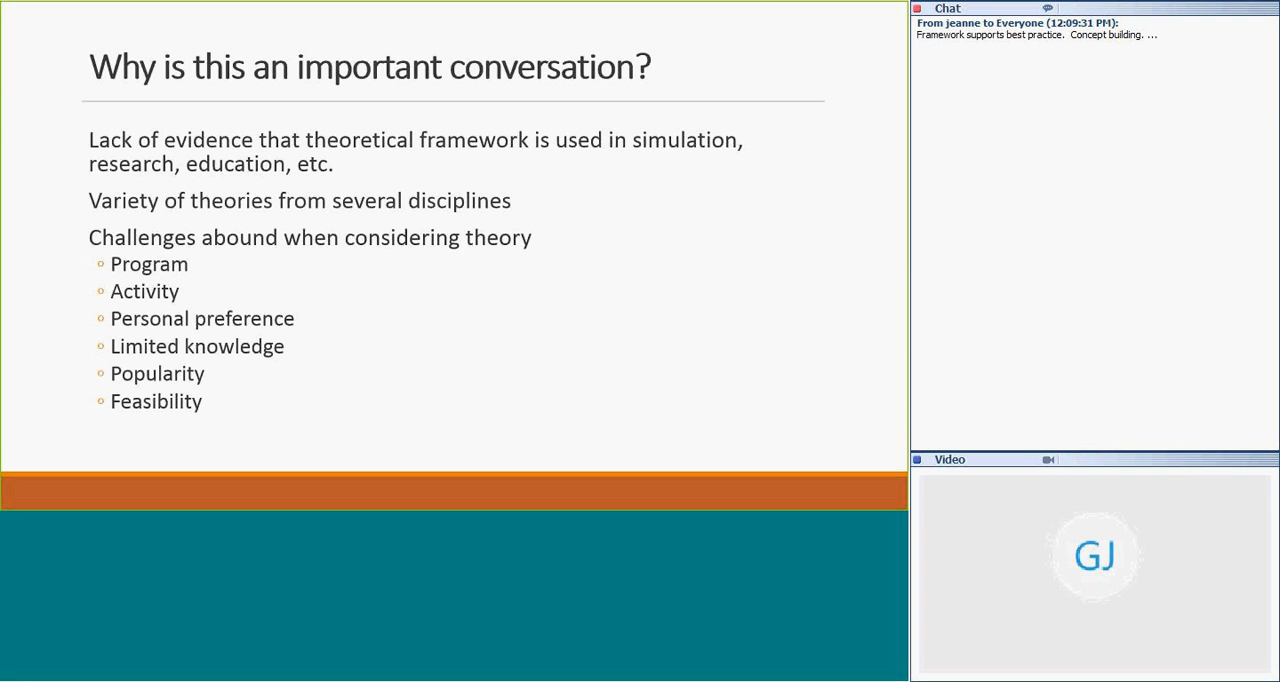 Why is this an important conversation?
Lack of evidence that theoretical framework is used in simulation,
research, education, etc.
Variety of theories from several disciplines
Challenges abound when considering theory
Program
Activity
Personal preference
Limited knowledge
Popularity
Feasibility
Chat
From jeanne to Everyone (12:09:31 PM):
Framework supports best practice.  Concept building. ...
Video
GJ